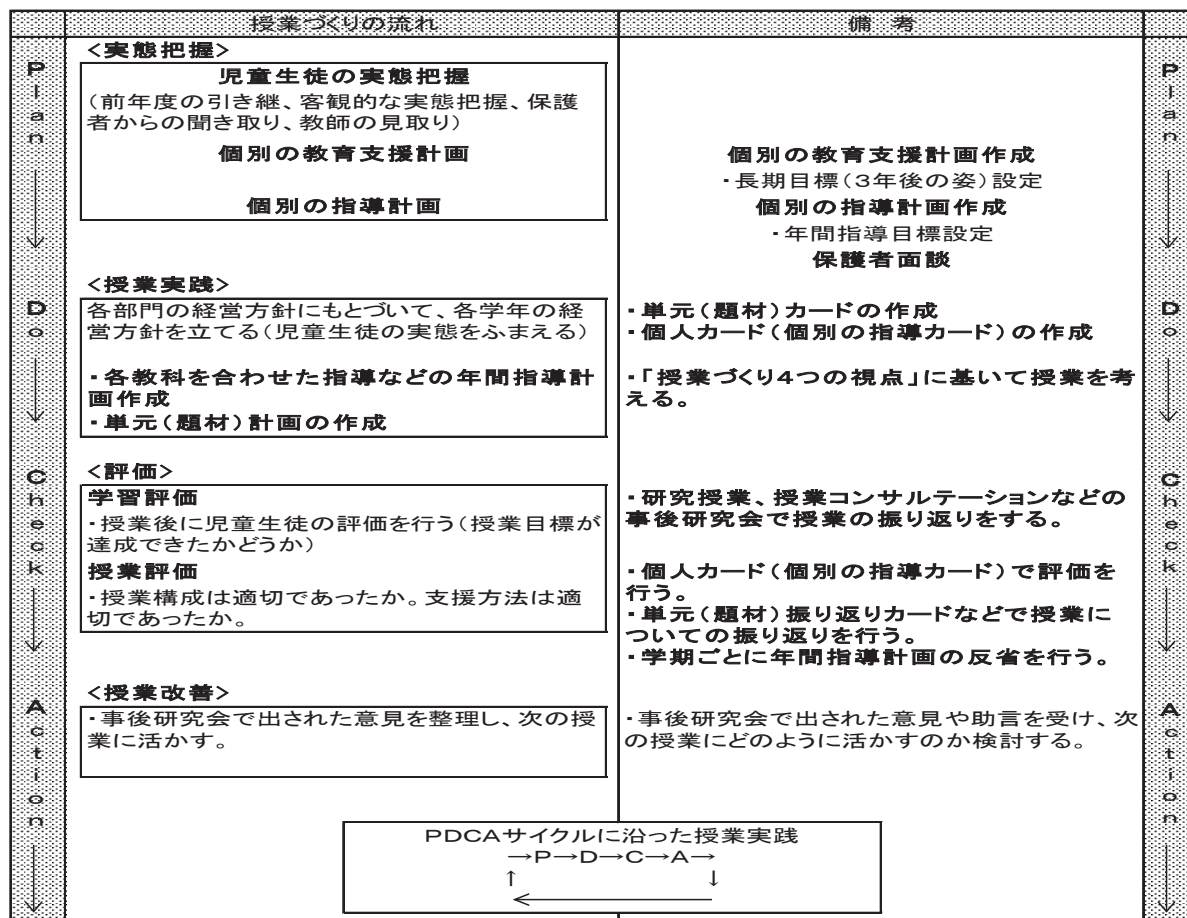 授業づくりの流れ
備 考
Plan
<実態把握>
児童生徒の実態把握
(前年度の引き継、客観的な実態把握、保護
者からの聞き取り、教師の見取り)
個別の教育支援計画
個別の指導計画
個別の教育支援計画作成
・長期目標(3年後の姿)設定
個別の指導計画作成
・年間指導目標設定
保護者面談
Plan
Do
<授業実践>
各部門の経営方針にもとづいて、各学年の経
営方針を立てる(児童生徒の実態をふまえる)
・各教科を合わせた指導などの年間指導計
画作成
・単元(題材)計画の作成
・単元(題材)カードの作成
・個人カード(個別の指導カード)の作成
・「授業づくり4つの視点」に基いて授業を考
える。
Do
Check
<評価>
学習評価
・授業後に児童生徒の評価を行う(授業目標が
達成できたかどうか)
授業評価
・授業構成は適切であったか。支援方法は適
切であったか。
・研究授業、授業コンサルテーションなどの
事後研究会で授業の振り返りをする。
・個人カード(個別の指導カード)で評価を
行う。
・単元(題材)振り返りカードなどで授業に
ついての振り返りを行う。
・学期ごとに年間指導計画の反省を行う。
Check
Action
<授業改善>
・事後研究会で出された意見を整理し、次の授
業に活かす。
・事後研究会で出された意見や助言を受け、次
の授業にどのように活かすのか検討する。
Action
PDCAサイクルに沿った授業実践
→P→D→C→A→
↑ ↓
←